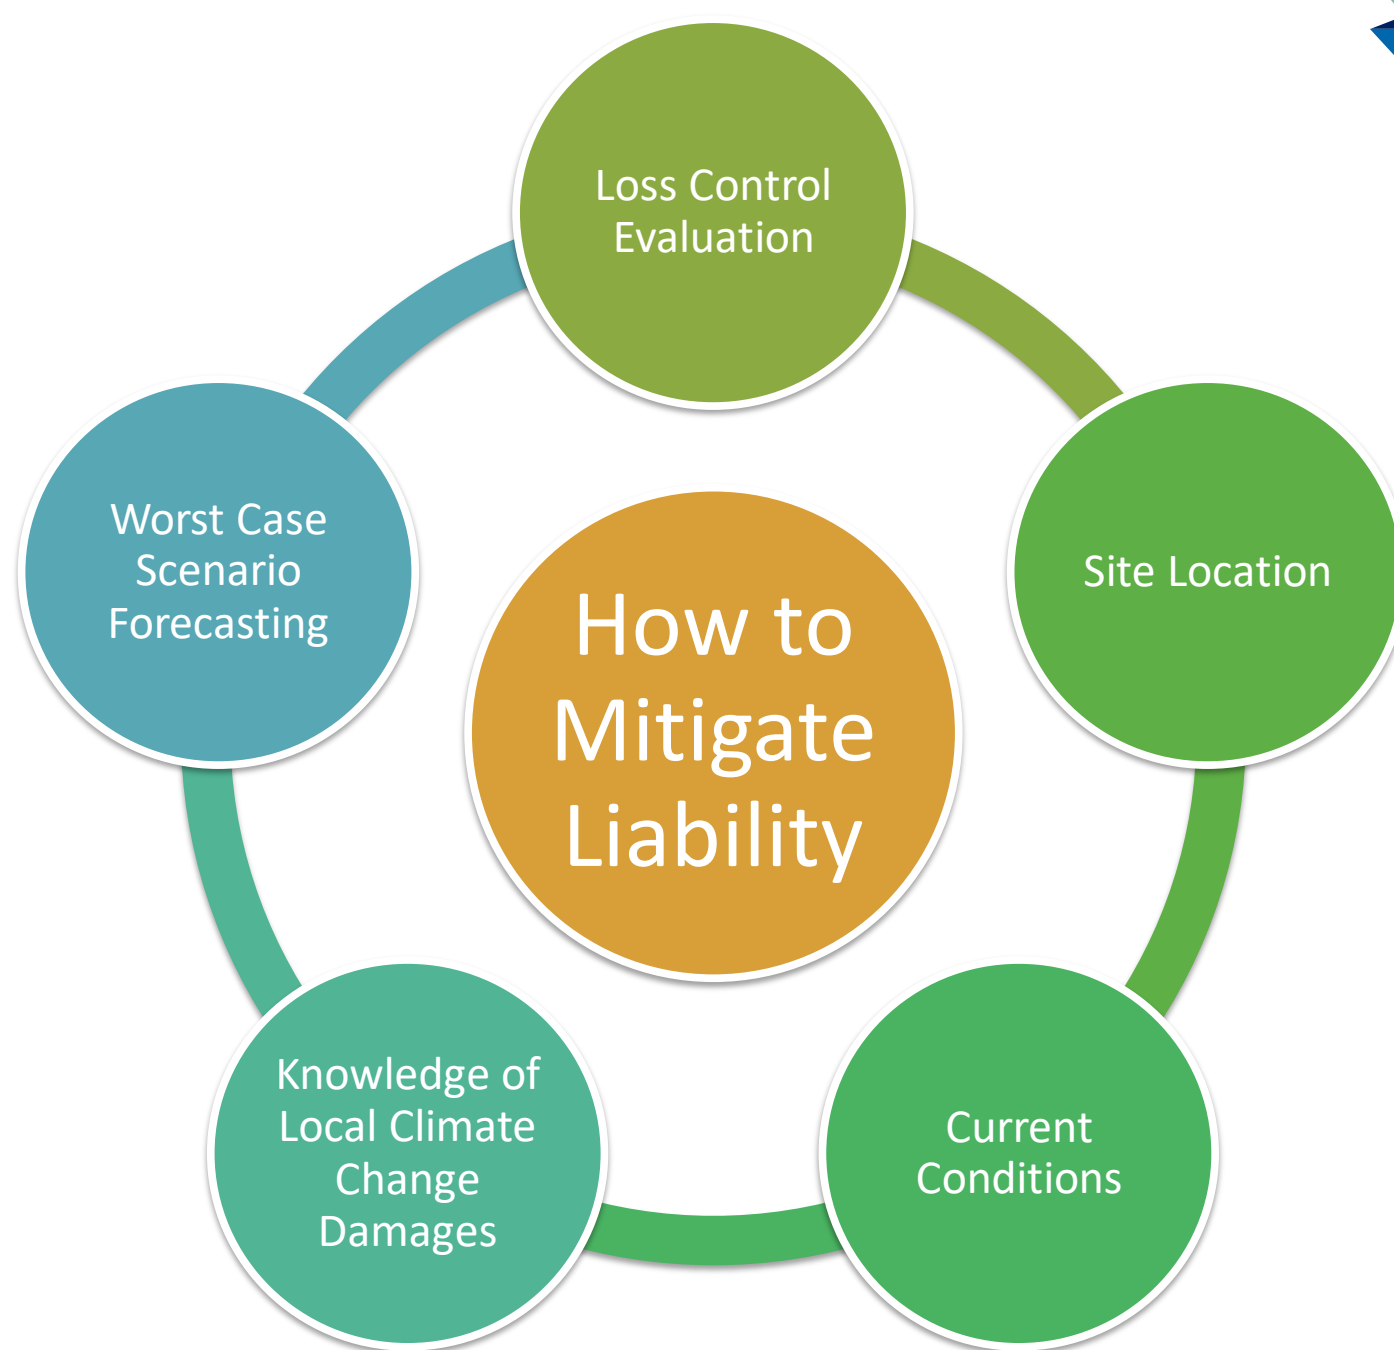 Loss Control
Evaluation
Site Location
Current
Conditions
Knowledge of
Local Climate
Change
Damages
Worst Case
Scenario
Forecasting
How to
Mitigate
Liability